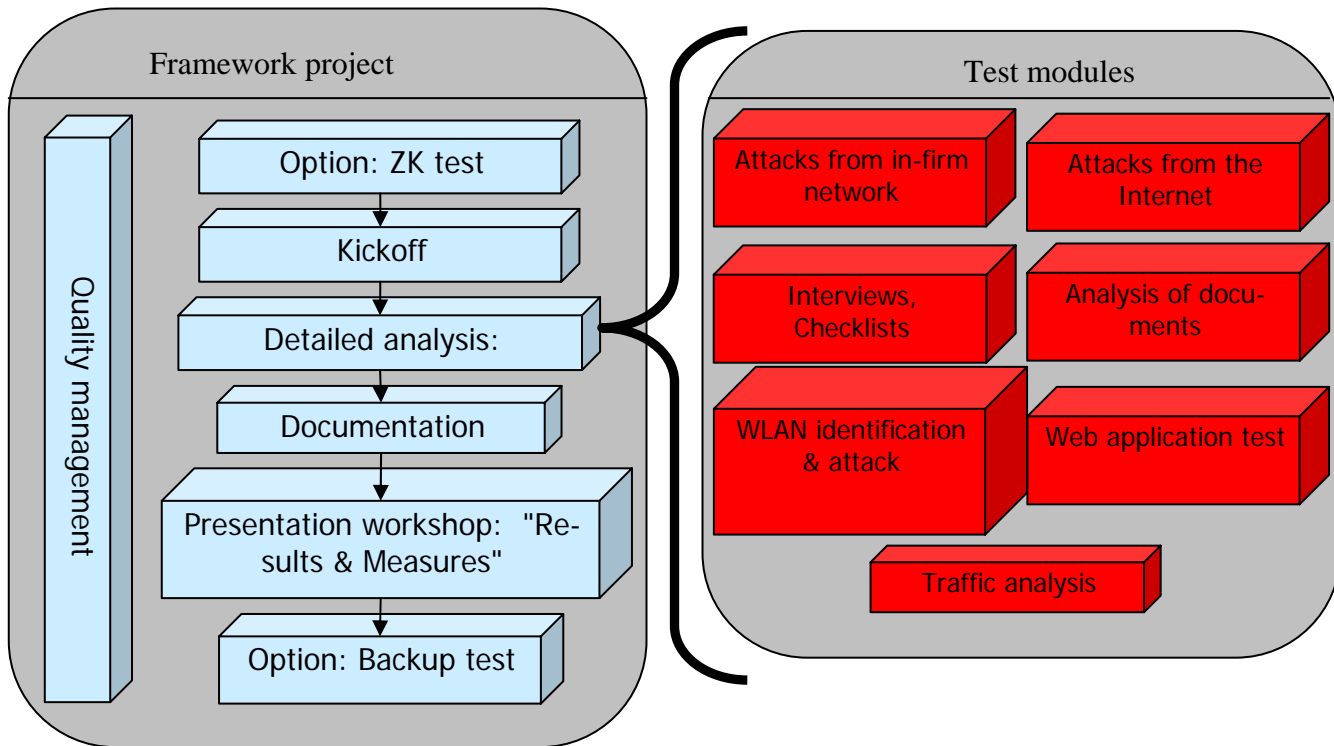 Framework project
Quality management
Option: ZK test
Kickoff
Detailed analysis:
Documentation
Presentation workshop: "Re-
sults & Measures"
Option: Backup test
Test modules
Attacks from in-firm
network
Attacks from the
Internet
Interviews,
Checklists
Analysis of docu-
ments
WLAN identification
& attack
Web application test
Traffic analysis